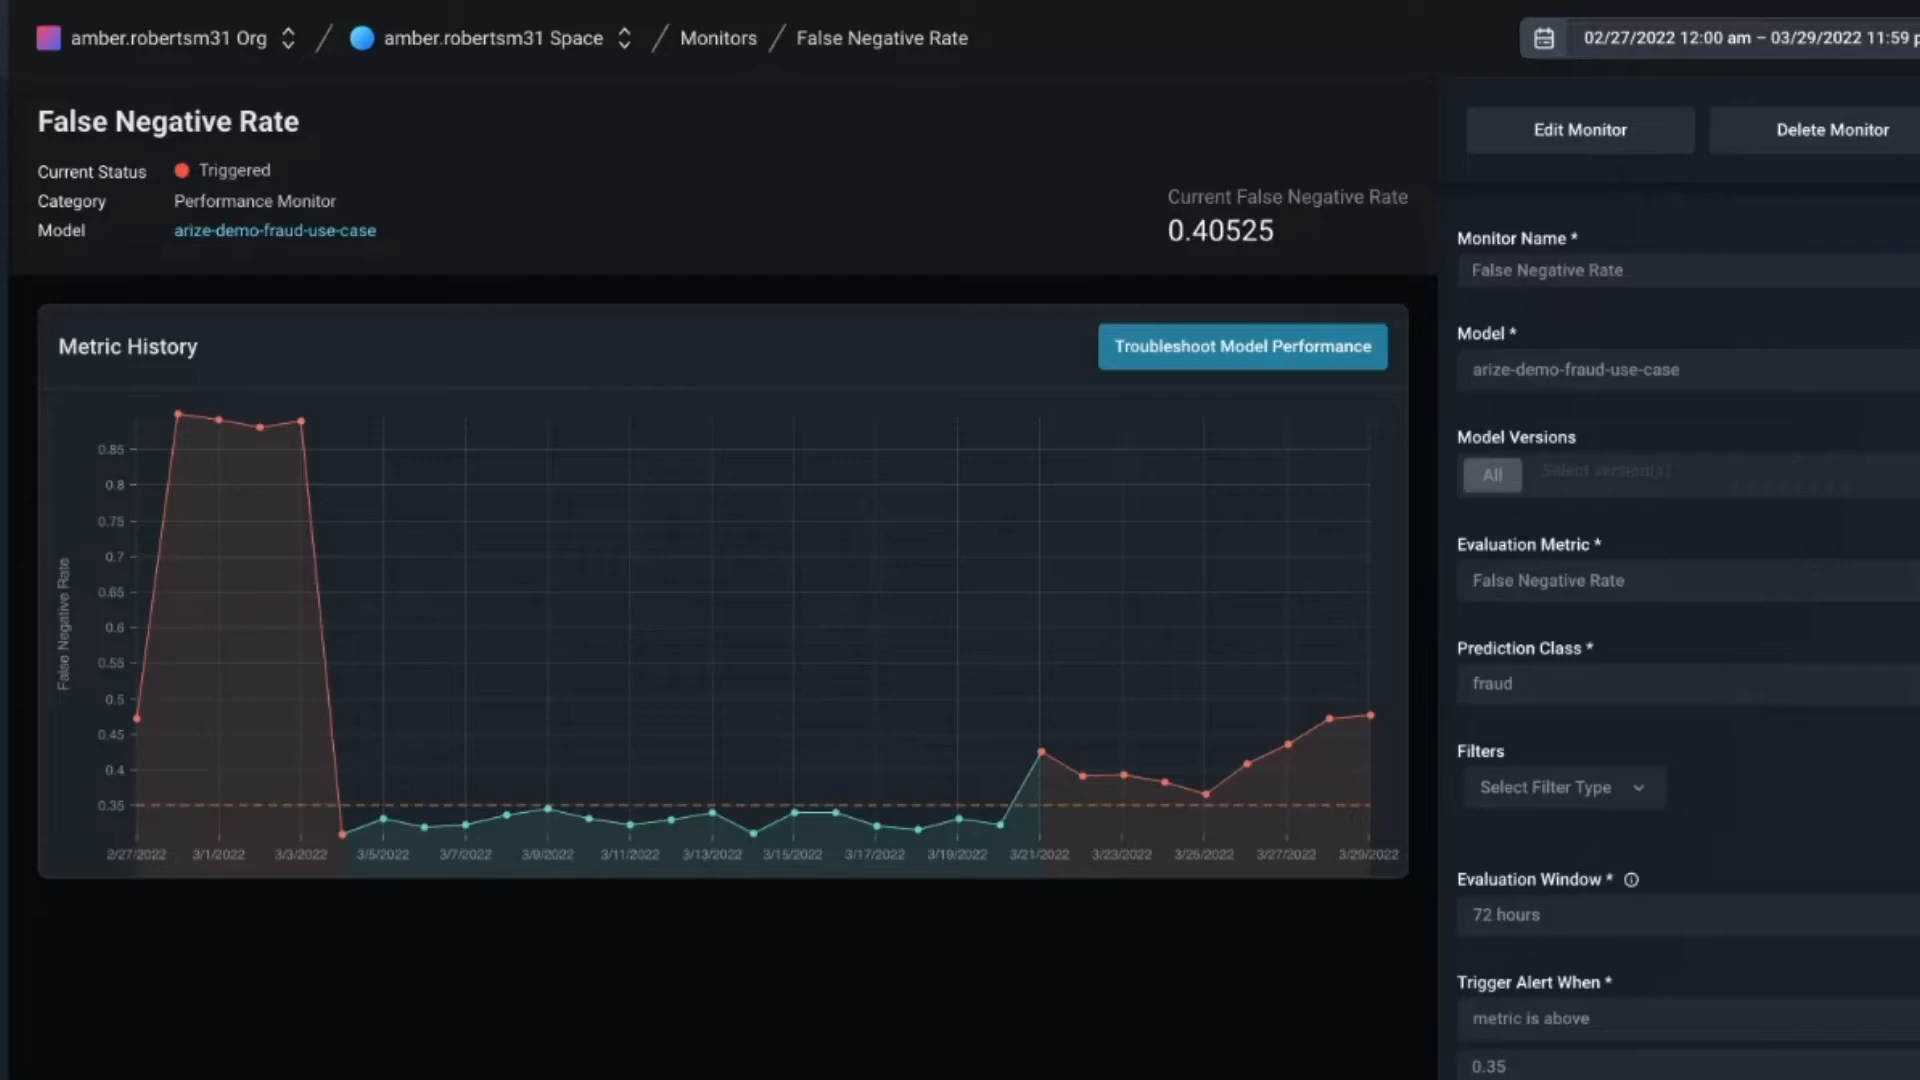 amber.robertsm31 Org / amber.robertsm31 Space / Monitors / False Negative Rate
02/27/2022 12:00 am – 03/29/2022 11:59 p
False Negative Rate
Current Status Triggered
Category Performance Monitor
Model arize-demo-fraud-use-case
Current False Negative Rate
0.40525
Metric History
Troubleshoot Model Performance
False Negative Rate
0.85
0.8
0.75
0.7
0.65
0.6
0.55
0.5
0.45
0.4
0.35
2/27/2022 3/1/2022 3/3/2022 3/5/2022 3/7/2022 3/9/2022 3/11/2022 3/13/2022 3/15/2022 3/17/2022 3/19/2022 3/21/2022 3/23/2022 3/25/2022 3/27/2022 3/29/2022
Edit Monitor
Delete Monitor
Monitor Name *
False Negative Rate
Model *
arize-demo-fraud-use-case
Model Versions
All Select version(s)
Evaluation Metric *
False Negative Rate
Prediction Class *
fraud
Filters
Select Filter Type
Evaluation Window *
72 hours
Trigger Alert When *
metric is above
0.35